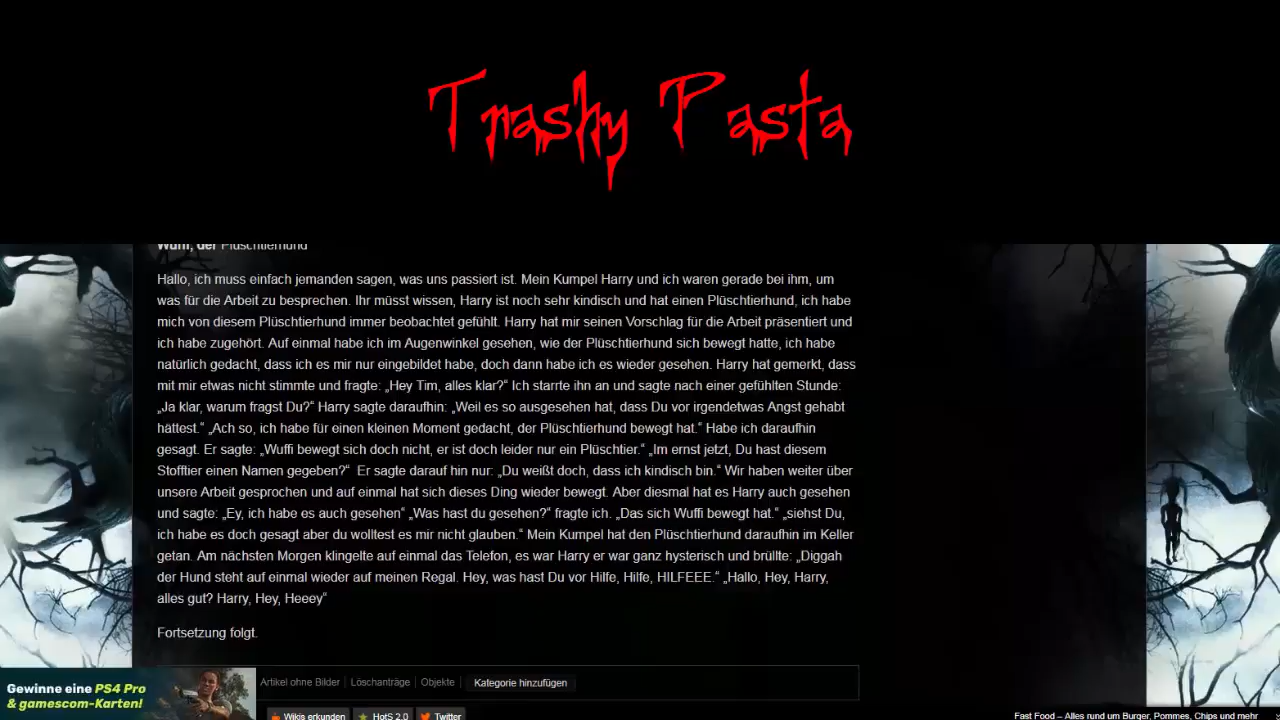 Trashy Pasta
Wuffi, der Plüschtierhund
Hallo, ich muss einfach jemanden sagen, was uns passiert ist. Mein Kumpel Harry und ich waren gerade bei ihm, um
was für die Arbeit zu besprechen. Ihr müsst wissen, Harry ist noch sehr kindisch und hat einen Plüschtierhund, ich habe
mich von diesem Plüschtierhund immer beobachtet gefühlt. Harry hat mir seinen Vorschlag für die Arbeit präsentiert und
ich habe zugehört. Auf einmal habe ich im Augenwinkel gesehen, wie der Plüschtierhund sich bewegt hatte, ich habe
natürlich gedacht, dass ich es mir nur eingebildet habe, doch dann habe ich es wieder gesehen. Harry hat gemerkt, dass
mit mir etwas nicht stimmte und fragte: „Hey Tim, alles klar?“ Ich starrte ihn an und sagte nach einer gefühlten Stunde:
„Ja klar, warum fragst Du?“ Harry sagte daraufhin: „Weil es so ausgesehen hat, dass Du vor irgendetwas Angst gehabt
hättest.“ „Ach so, ich habe für einen kleinen Moment gedacht, der Plüschtierhund bewegt hat.“ Habe ich daraufhin
gesagt. Er sagte: „Wuffi bewegt sich doch nicht, er ist doch leider nur ein Plüschtier.“ „Im ernst jetzt, Du hast diesem
Stofftier einen Namen gegeben?“  Er sagte darauf hin nur: „Du weißt doch, dass ich kindisch bin.“ Wir haben weiter über
unsere Arbeit gesprochen und auf einmal hat sich dieses Ding wieder bewegt. Aber diesmal hat es Harry auch gesehen
und sagte: „Ey, ich habe es auch gesehen“ „Was hast du gesehen?“ fragte ich. „Das sich Wuffi bewegt hat.“ „siehst Du,
ich habe es doch gesagt aber du wolltest es mir nicht glauben.“ Mein Kumpel hat den Plüschtierhund daraufhin im Keller
getan. Am nächsten Morgen klingelte auf einmal das Telefon, es war Harry er war ganz hysterisch und brüllte: „Diggah
der Hund steht auf einmal wieder auf meinen Regal. Hey, was hast Du vor Hilfe, Hilfe, HILFEEE.“ „Hallo, Hey, Harry,
alles gut? Harry, Hey, Heeey“
Fortsetzung folgt.
Artikel ohne Bilder | Löschanträge | Objekte | Kategorie hinzufügen
Gewinne eine PS4 Pro
& gamescom-Karten!
Wikis erkunden HotS 2.0 Twitter
Fast Food – Alles rund um Burger, Pommes, Chips und mehr